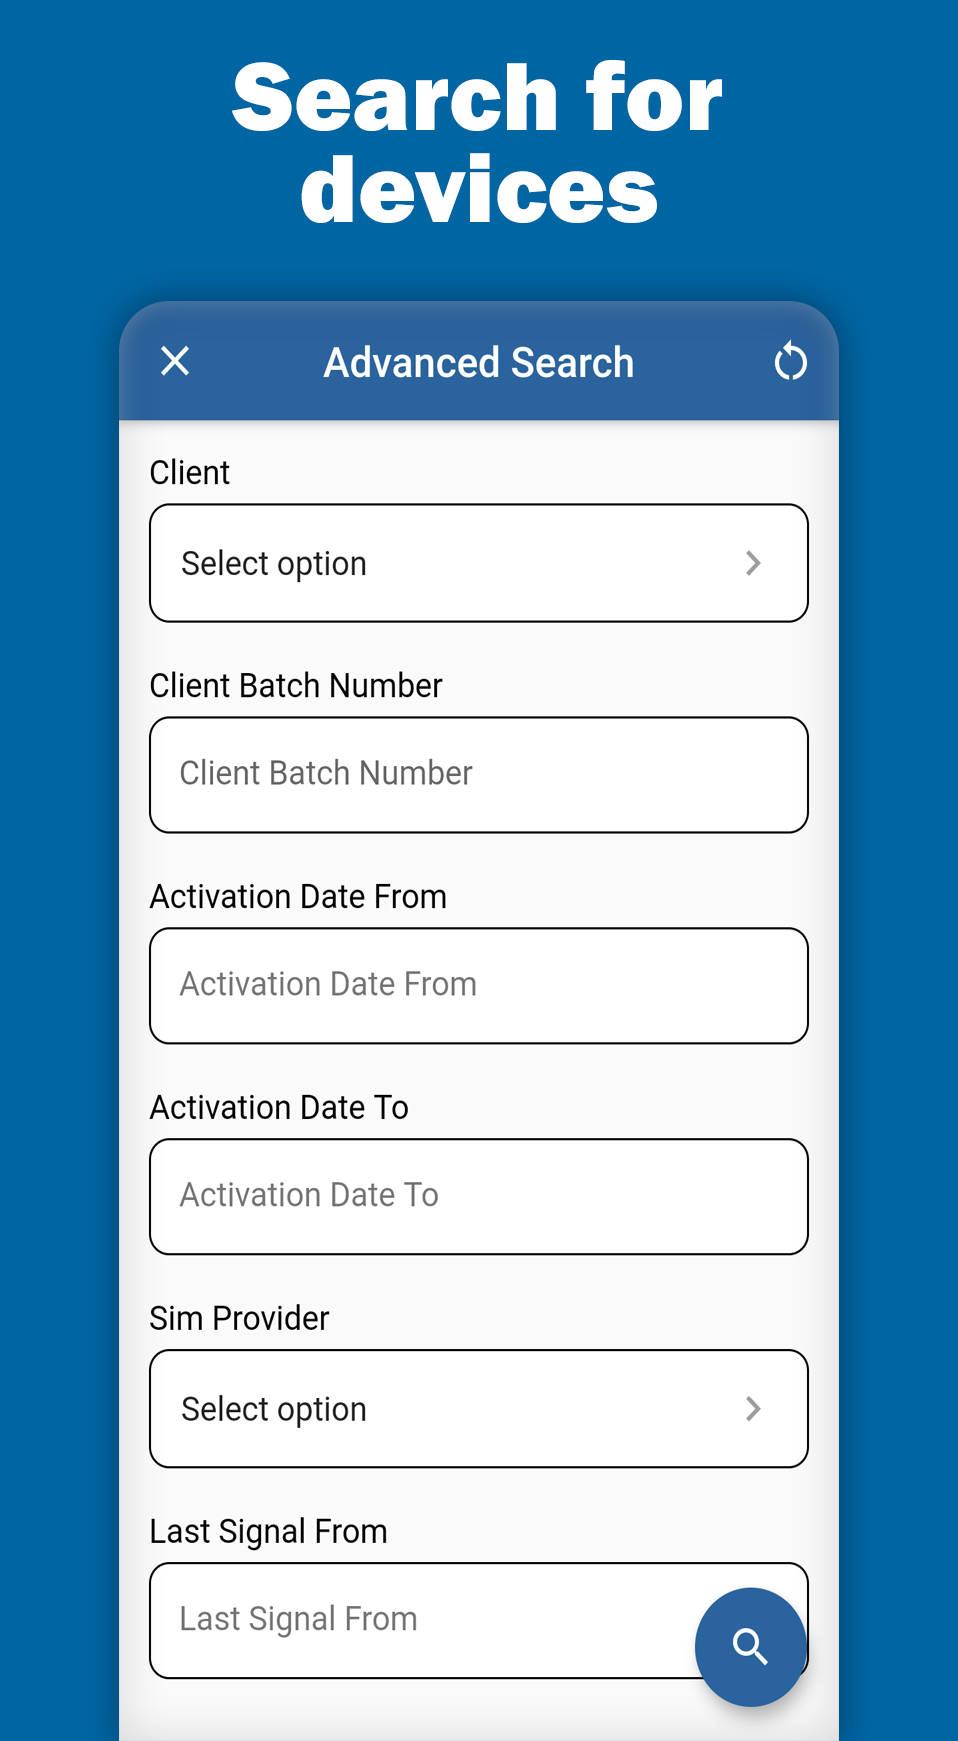 Search for
devices
Advanced Search
Client
Select option
Client Batch Number
Client Batch Number
Activation Date From
Activation Date From
Activation Date To
Activation Date To
Sim Provider
Select option
Last Signal From
Last Signal From